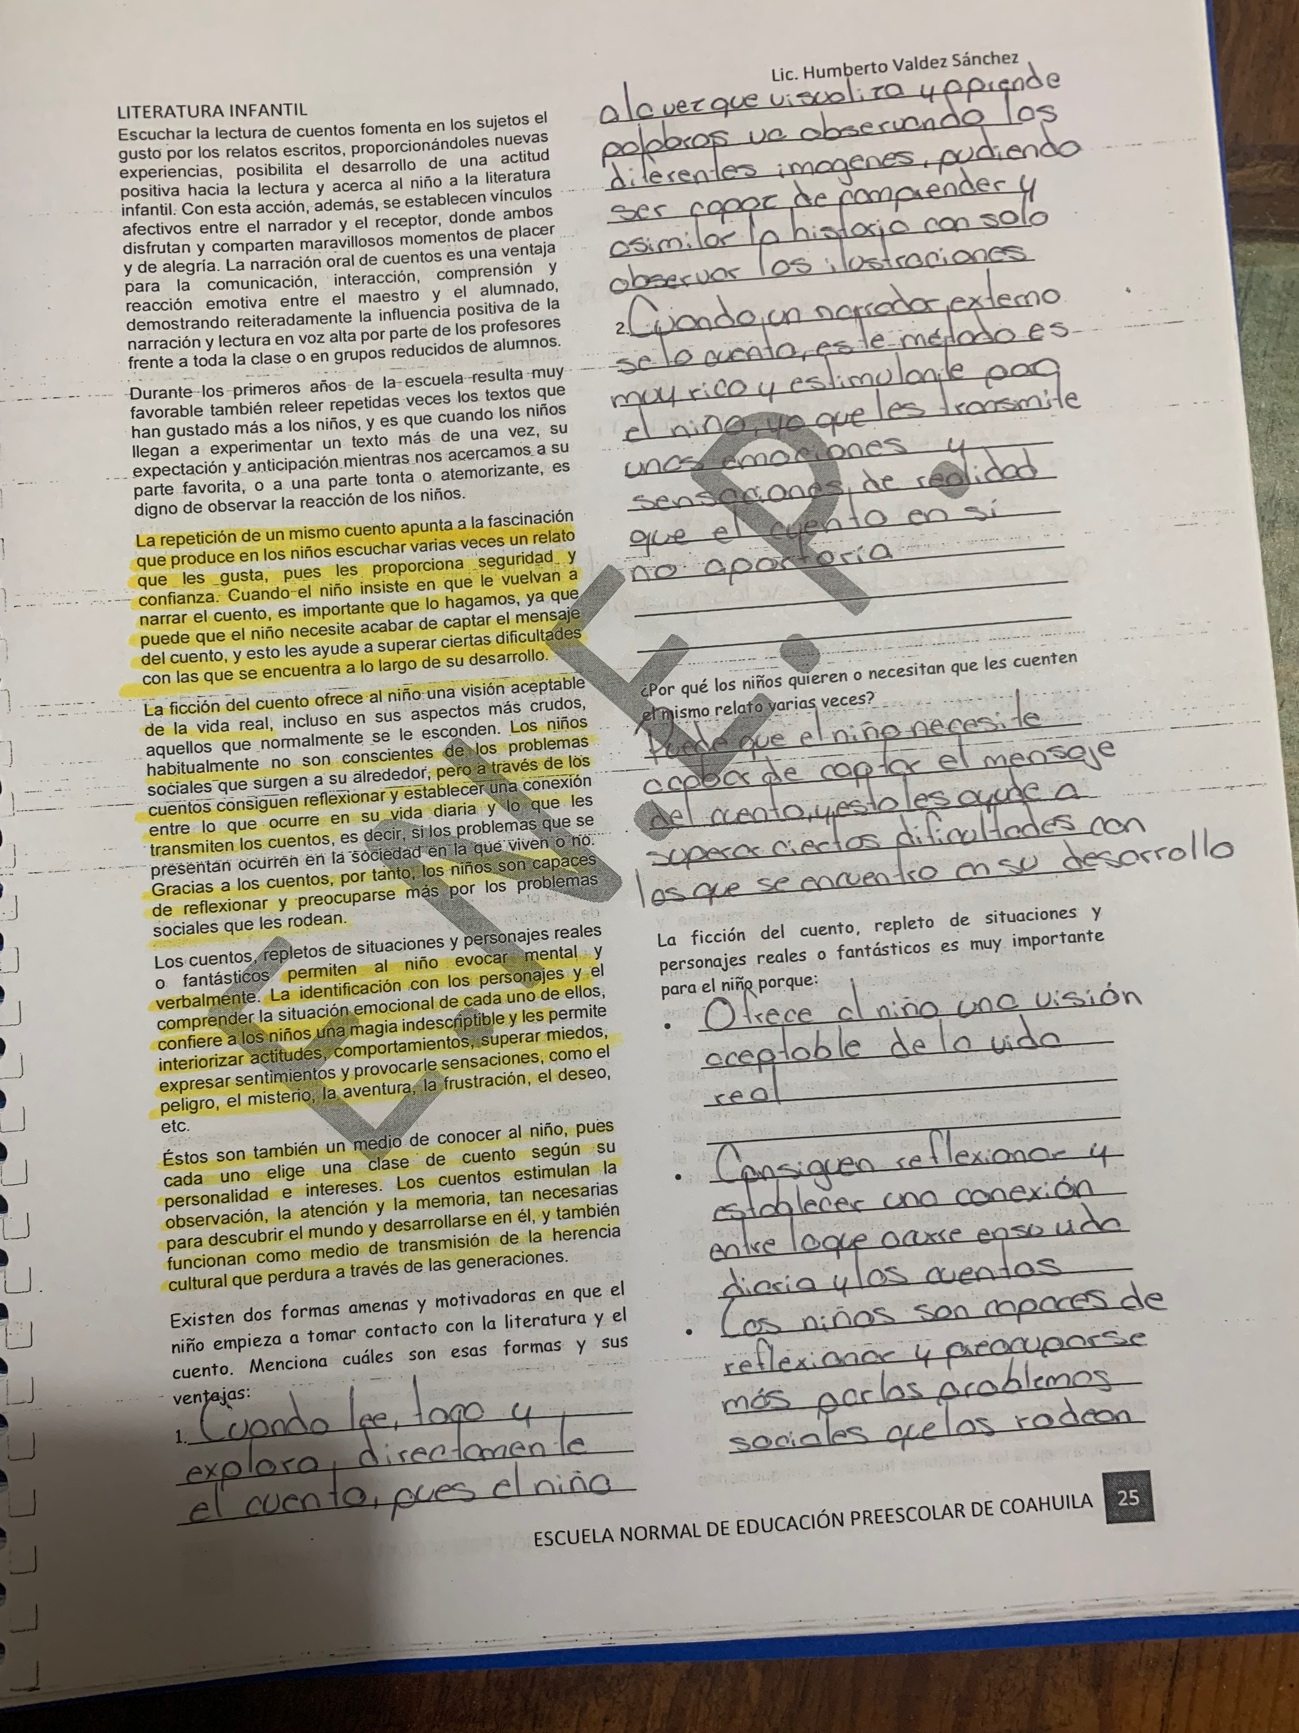 Lic. Humberto Valdez Sánchez
LITERATURA INFANTIL
Escuchar la lectura de cuentos fomenta en los sujetos el
gusto por los relatos escritos, proporcionándoles nuevas
experiencias, posibilita el desarrollo de una actitud
positiva hacia la lectura y acerca al niño a la literatura
infantil. Con esta acción, además, se establecen vínculos
afectivos entre el narrador y el receptor, donde ambos
disfrutan y comparten maravillosos momentos de placer
y de alegría. La narración oral de cuentos es una ventaja
para la comunicación, interacción, comprensión y
reacción emotiva entre el maestro y el alumnado,
demostrando reiteradamente la influencia positiva de la
narración y lectura en voz alta por parte de los profesores
frente a toda la clase o en grupos reducidos de alumnos.
Durante los primeros años de la escuela resulta muy
favorable también releer repetidas veces los textos que
han gustado más a los niños, y es que cuando los niños
llegan a experimentar un texto más de una vez, su
expectación y anticipación mientras nos acercamos a su
parte favorita, o a una parte tonta o atemorizante, es
digno de observar la reacción de los niños.
La repetición de un mismo cuento apunta a la fascinación
que produce en los niños escuchar varias veces un relato
que les gusta, pues les proporciona seguridad y
confianza. Cuando el niño insiste en que le vuelvan a
narrar el cuento, es importante que lo hagamos, ya que
puede que el niño necesite acabar de captar el mensaje
del cuento, y esto les ayude a superar ciertas dificultades
con las que se encuentra a lo largo de su desarrollo.
La ficción del cuento ofrece al niño una visión aceptable
de la vida real, incluso en sus aspectos más crudos,
aquellos que normalmente se le esconden. Los niños
habitualmente no son conscientes de los problemas
sociales que surgen a su alrededor, pero a través de los
cuentos consiguen reflexionar y establecer una conexión
entre lo que ocurre en su vida diaria y lo que les
transmiten los cuentos, es decir, si los problemas que se
presentan ocurren en la sociedad en la que viven o no.
Gracias a los cuentos, por tanto, los niños son capaces
de reflexionar y preocuparse más por los problemas
sociales que les rodean.
Los cuentos, repletos de situaciones y personajes reales
o fantásticos permiten al niño evocar mental y
verbalmente. La identificación con los personajes y el
comprender la situación emocional de cada uno de ellos,
confiere a los niños una magia indescriptible y les permite
interiorizar actitudes, comportamientos, superar miedos,
expresar sentimientos y provocarle sensaciones, como el
peligro, el misterio, la aventura, la frustración, el deseo,
etc.
Éstos son también un medio de conocer al niño, pues
cada uno elige una clase de cuento según su
personalidad e intereses. Los cuentos estimulan la
observación, la atención y la memoria, tan necesarias
para descubrir el mundo y desarrollarse en él, y también
funcionan como medio de transmisión de la herencia
cultural que perdura a través de las generaciones.
Existen dos formas amenas y motivadoras en que el
niño empieza a tomar contacto con la literatura y el
cuento. Menciona cuáles son esas formas y sus
ventajas:
1. Cuando lee, toga y
explora, directamente
el cuento, pues el niño
a la vez que visualiza y aprende
palabras va observando los
diferentes imagenes, pudiendo
ser capaz de comprender y
asimilar la historia con solo
observar los ilustraciones
2. Cuando un narrador externo
se lo cuenta, este método es
muy rico y estimulante para
el niño, ya que les transmite
unas emociones y
sensaciones de realidad
que el cuento en sí
no aportaria
¿Por qué los niños quieren o necesitan que les cuenten
el mismo relato varias veces?
Puede que el niño necesite
acabar de captar el mensaje
del cuento, y esto les ayude a
superar ciertas dificultades con
las que se encuentra en su desarrollo
La ficción del cuento, repleto de situaciones y
personajes reales o fantásticos es muy importante
para el niño porque:
• Ofrece al niño una visión
aceptable de la vida
real
• Consiguen reflexionar y
establecer una conexión
entre lo que ocurre en su vida
diaria y los cuentos
• Los niños son capaces de
reflexionar y preocuparse
más por los problemas
sociales que los rodean
ESCUELA NORMAL DE EDUCACIÓN PREESCOLAR DE COAHUILA 25
E.N.E.P.